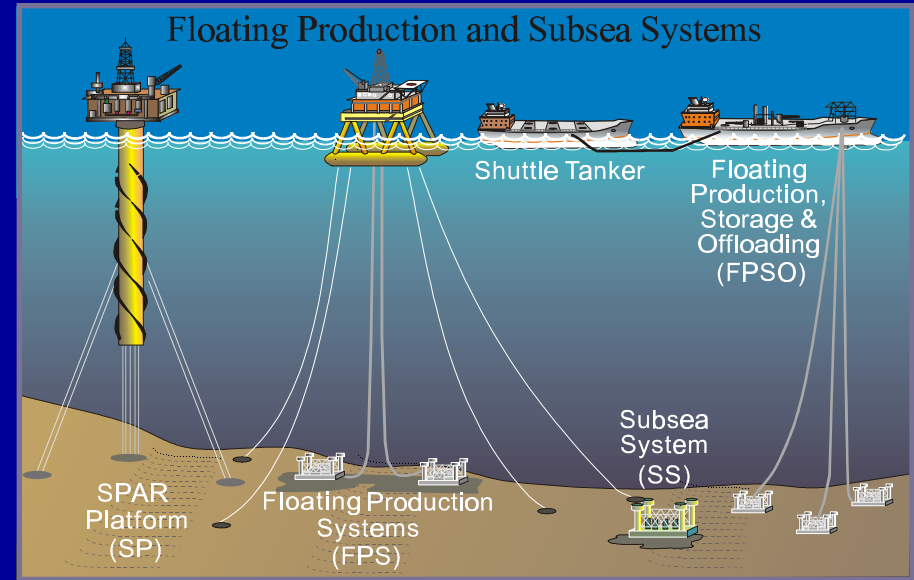 Floating Production and Subsea Systems
Shuttle Tanker
Floating
Production,
Storage &
Offloading
(FPSO)
Subsea
System
(SS)
SPAR
Platform
(SP)
Floating Production
Systems
(FPS)